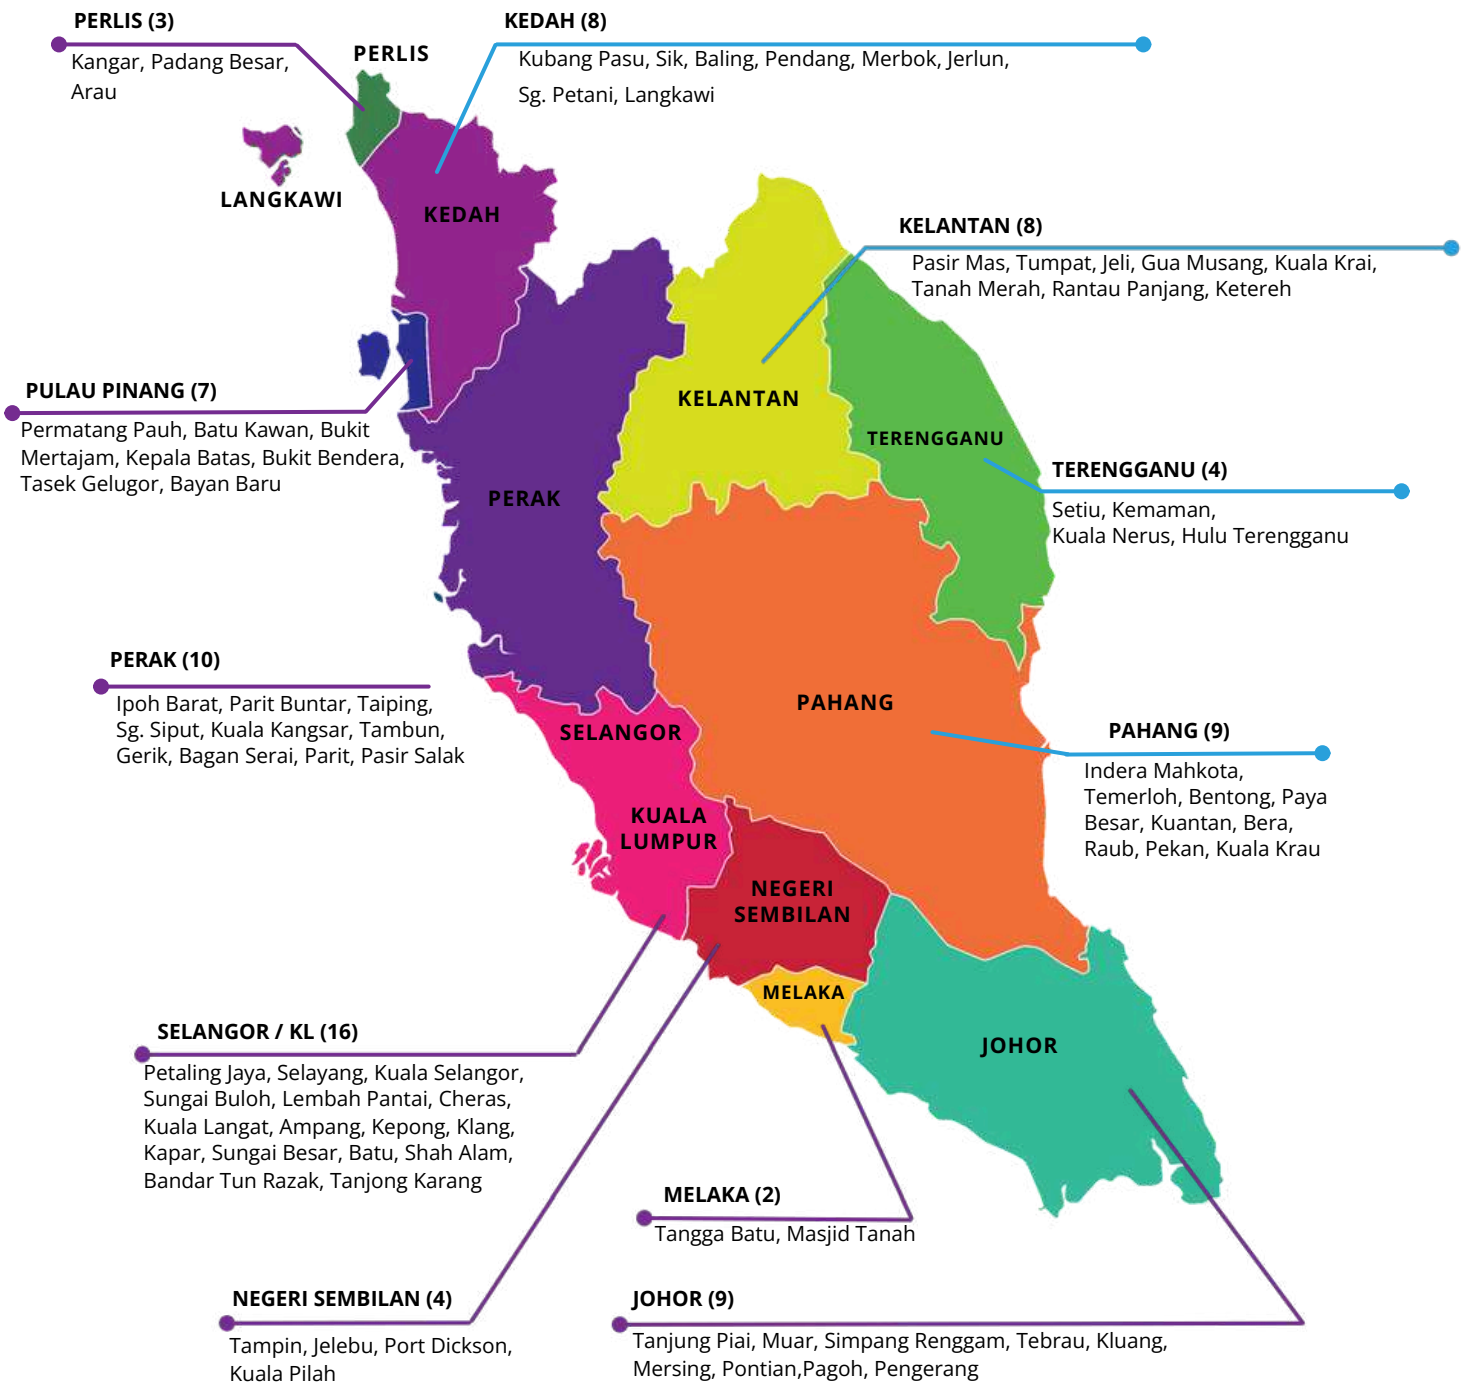 PERLIS (3)
Kangar, Padang Besar,
Arau
PERLIS
KEDAH (8)
Kubang Pasu, Sik, Baling, Pendang, Merbok, Jerlun,
Sg. Petani, Langkawi
LANGKAWI
KEDAH
KELANTAN (8)
Pasir Mas, Tumpat, Jeli, Gua Musang, Kuala Krai,
Tanah Merah, Rantau Panjang, Ketereh
PULAU PINANG (7)
Permatang Pauh, Batu Kawan, Bukit
Mertajam, Kepala Batas, Bukit Bendera,
Tasek Gelugor, Bayan Baru
KELANTAN
TERENGGANU
PERAK
TERENGGANU (4)
Setiu, Kemaman,
Kuala Nerus, Hulu Terengganu
PERAK (10)
Ipoh Barat, Parit Buntar, Taiping,
Sg. Siput, Kuala Kangsar, Tambun,
Gerik, Bagan Serai, Parit, Pasir Salak
PAHANG
SELANGOR
PAHANG (9)
Indera Mahkota,
Temerloh, Bentong, Paya
Besar, Kuantan, Bera,
Raub, Pekan, Kuala Krau
KUALA
LUMPUR
NEGERI
SEMBILAN
MELAKA
JOHOR
SELANGOR / KL (16)
Petaling Jaya, Selayang, Kuala Selangor,
Sungai Buloh, Lembah Pantai, Cheras,
Kuala Langat, Ampang, Kepong, Klang,
Kapar, Sungai Besar, Batu, Shah Alam,
Bandar Tun Razak, Tanjong Karang
MELAKA (2)
Tangga Batu, Masjid Tanah
NEGERI SEMBILAN (4)
Tampin, Jelebu, Port Dickson,
Kuala Pilah
JOHOR (9)
Tanjung Piai, Muar, Simpang Renggam, Tebrau, Kluang,
Mersing, Pontian,Pagoh, Pengerang